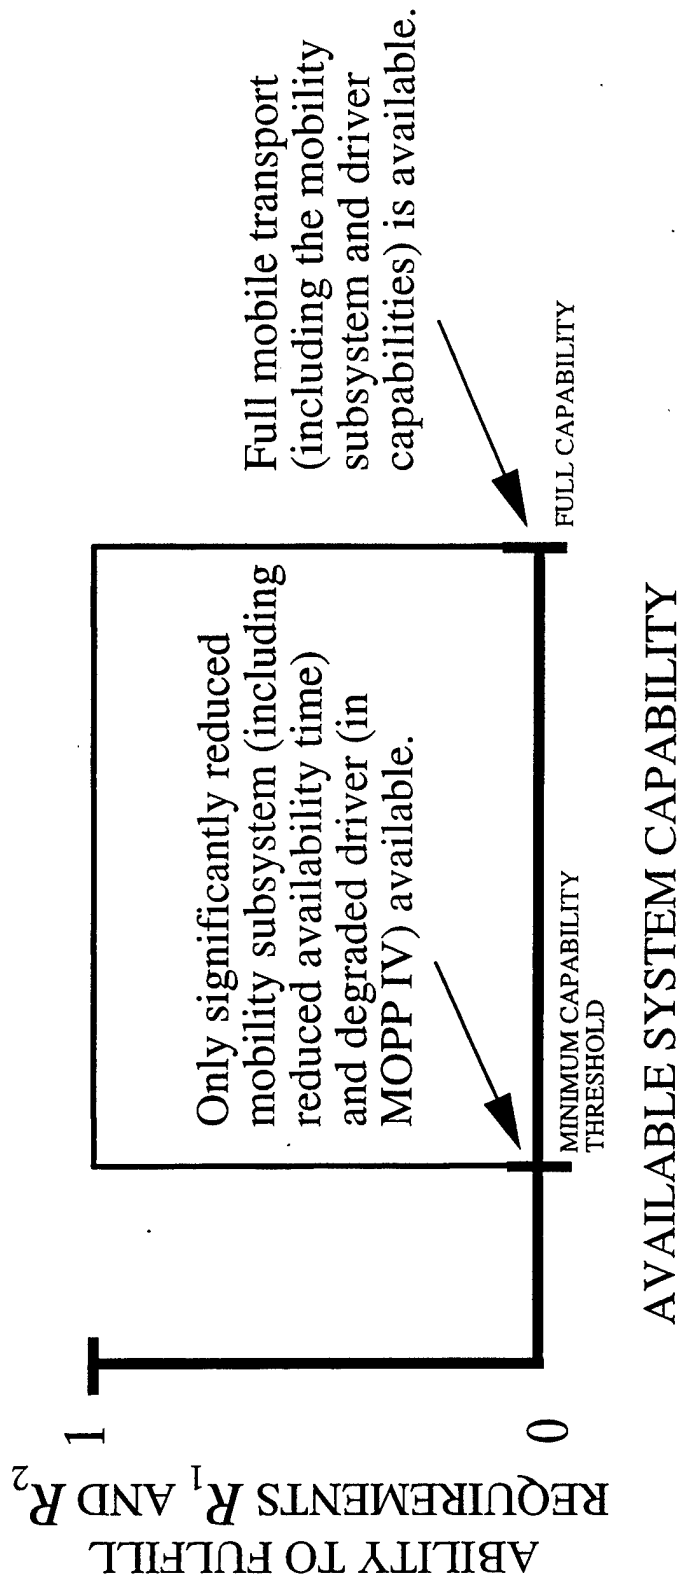 ABILITY TO FULFILL
REQUIREMENTS R₁ AND R₂
1
0
Only significantly reduced
mobility subsystem (including
reduced availability time)
and degraded driver (in
MOPP IV) available.
Full mobile transport
(including the mobility
subsystem and driver
capabilities) is available.
MINIMUM CAPABILITY
THRESHOLD
FULL CAPABILITY
AVAILABLE SYSTEM CAPABILITY